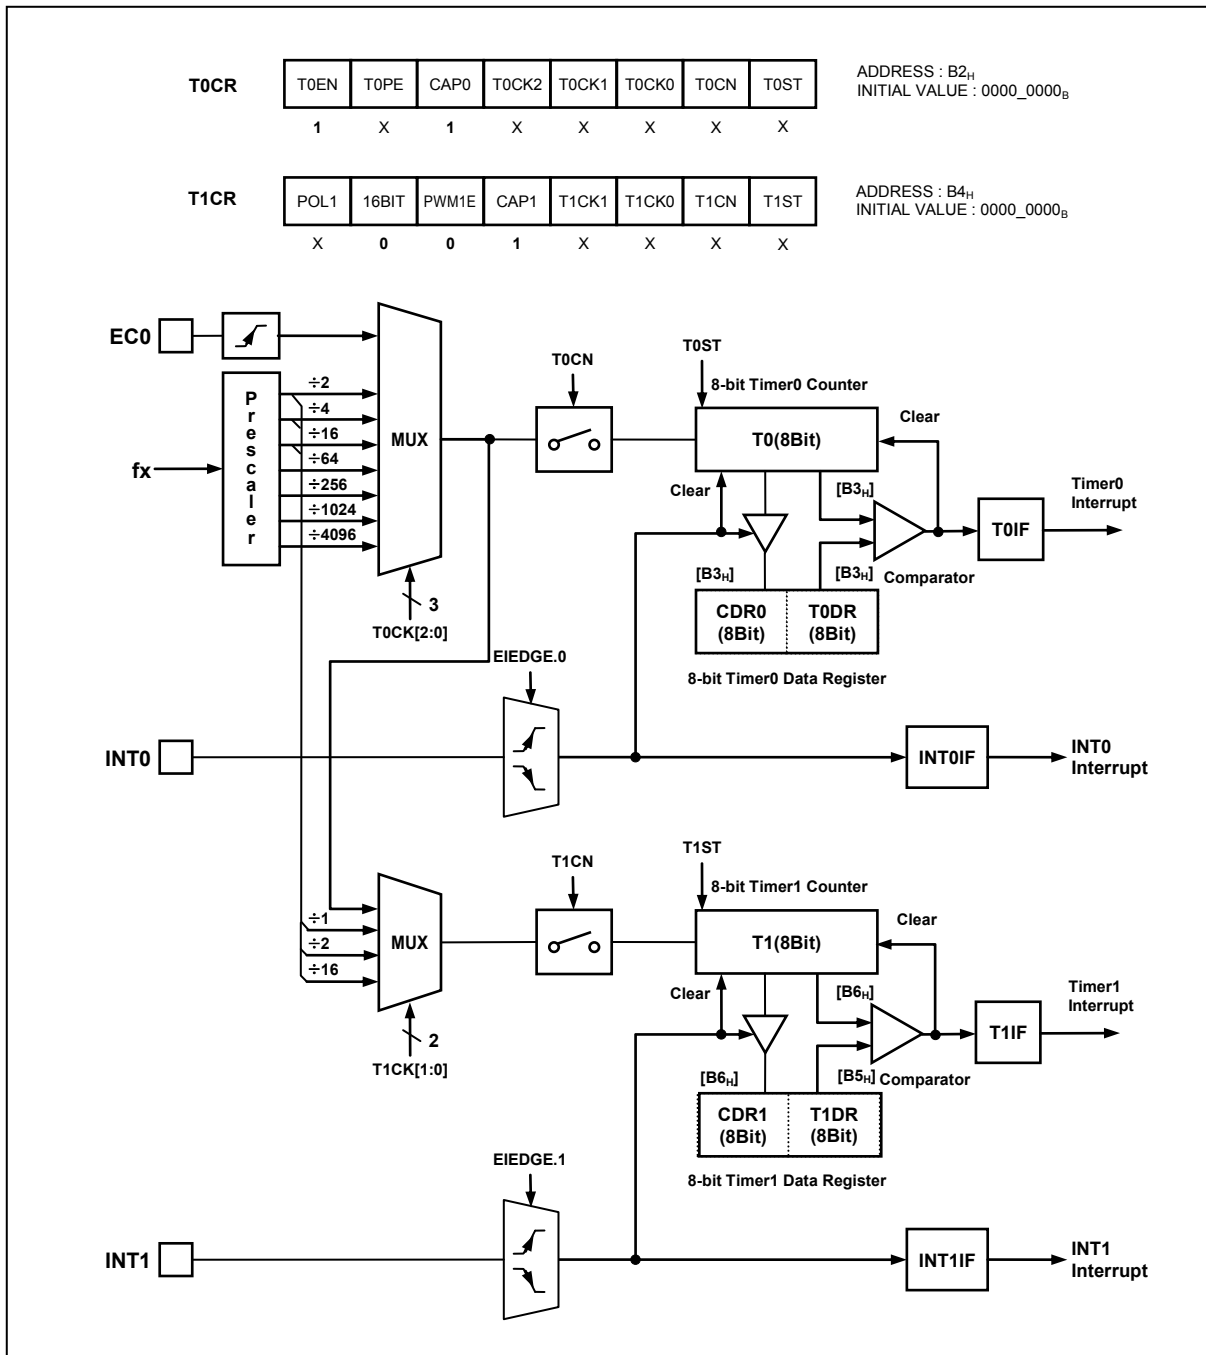 T0CR T0EN T0PE CAP0 T0CK2 T0CK1 T0CK0 T0CN T0ST
ADDRESS : B2H
INITIAL VALUE : 0000_0000B
1 X 1 X X X X X
T1CR POL1 16BIT PWM1E CAP1 T1CK1 T1CK0 T1CN T1ST
ADDRESS : B4H
INITIAL VALUE : 0000_0000B
X 0 0 1 X X X X
EC0
fx
Prescaler
÷2
÷4
÷16
÷64
÷256
÷1024
÷4096
MUX
3
T0CK[2:0]
T0CN
T0ST
8-bit Timer0 Counter
T0(8Bit)
Clear
Clear
[B3H]
[B3H]
[B3H]
Comparator
T0IF
Timer0
Interrupt
CDR0
(8Bit)
T0DR
(8Bit)
8-bit Timer0 Data Register
EIEDGE.0
INT0
INT0IF
INT0
Interrupt
÷1
÷2
÷16
MUX
2
T1CK[1:0]
T1CN
T1ST
8-bit Timer1 Counter
T1(8Bit)
Clear
Clear
[B6H]
[B6H]
[B5H]
Comparator
T1IF
Timer1
Interrupt
CDR1
(8Bit)
T1DR
(8Bit)
8-bit Timer1 Data Register
EIEDGE.1
INT1
INT1IF
INT1
Interrupt